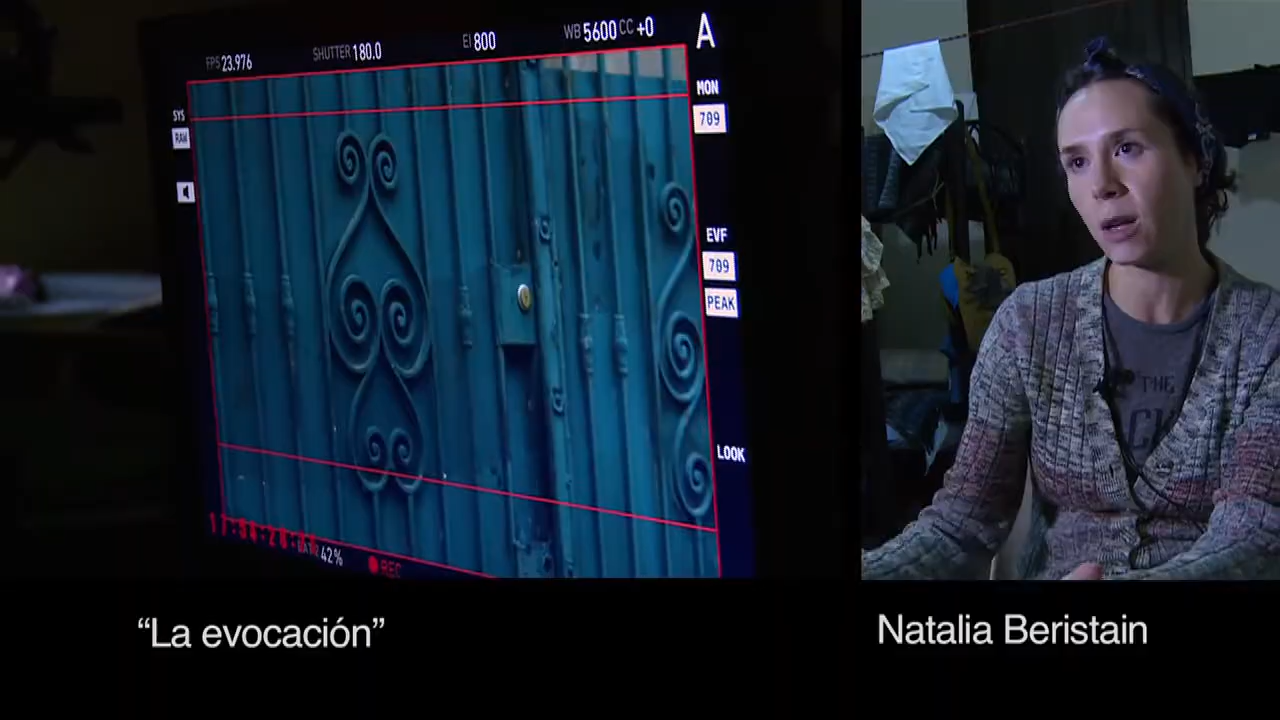 FPS 23.976
SHUTTER 180.0
EI 800
WB 5600 CC +0
A
SYS
RAW
MON
709
EVF
709
PEAK
LOOK
42%
REC
THE
“La evocación”
Natalia Beristain